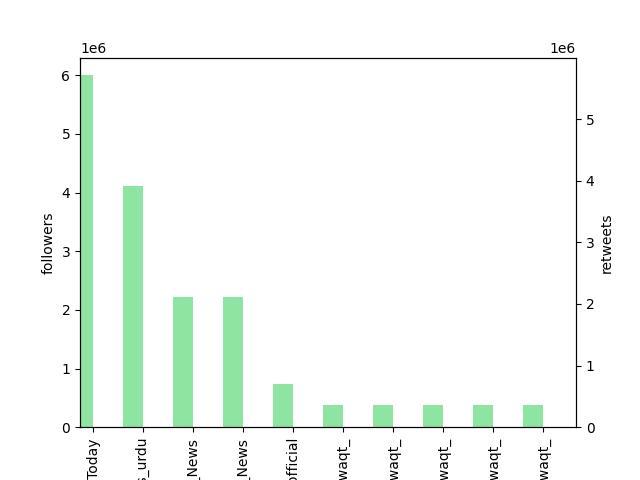 1e6
1e6
6
5
4
3
2
1
0
followers
5
4
3
2
1
0
retweets
Today
s_urdu
_News
_News
official
waqt_
waqt_
waqt_
waqt_
waqt_